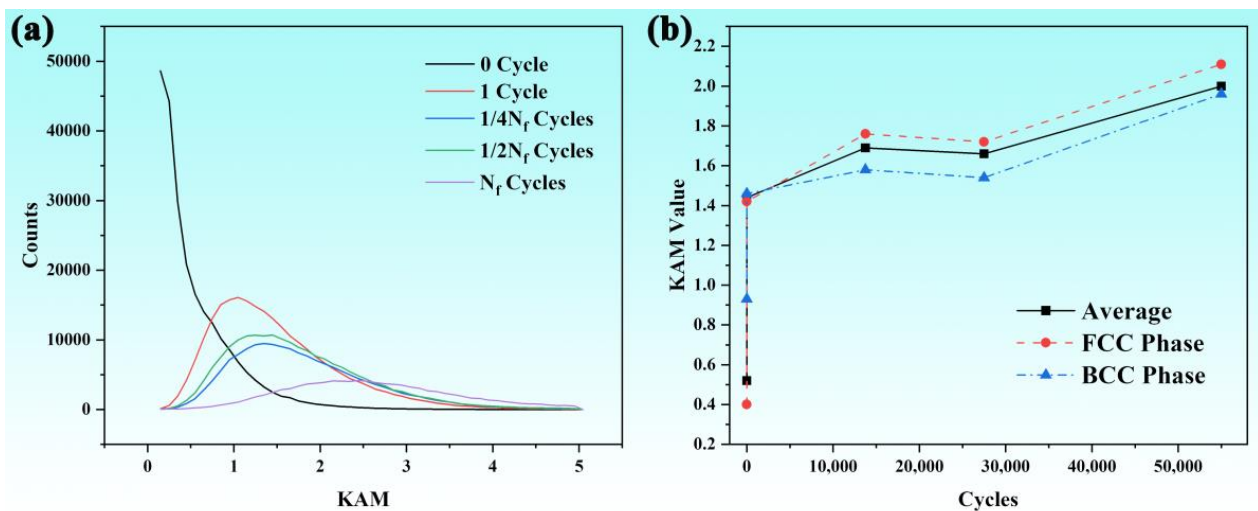 (a)
50000
40000
30000
20000
10000
0
Counts
0 Cycle
1 Cycle
1/4Nf Cycles
1/2Nf Cycles
Nf Cycles
0 1 2 3 4 5
KAM
(b)
2.2
2.0
1.8
1.6
1.4
1.2
1.0
0.8
0.6
0.4
0.2
KAM Value
Average
FCC Phase
BCC Phase
0 10,000 20,000 30,000 40,000 50,000
Cycles